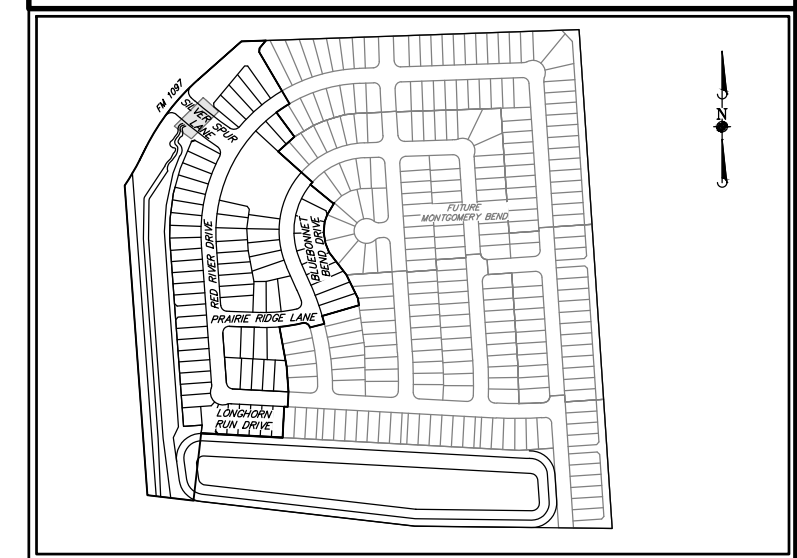 FM 1097
SILVER SPUR
LANE
N
FUTURE
MONTGOMERY BEND
RED RIVER DRIVE
BLUEBONNET
BEND DRIVE
PRAIRIE RIDGE LANE
LONGHORN
RUN DRIVE